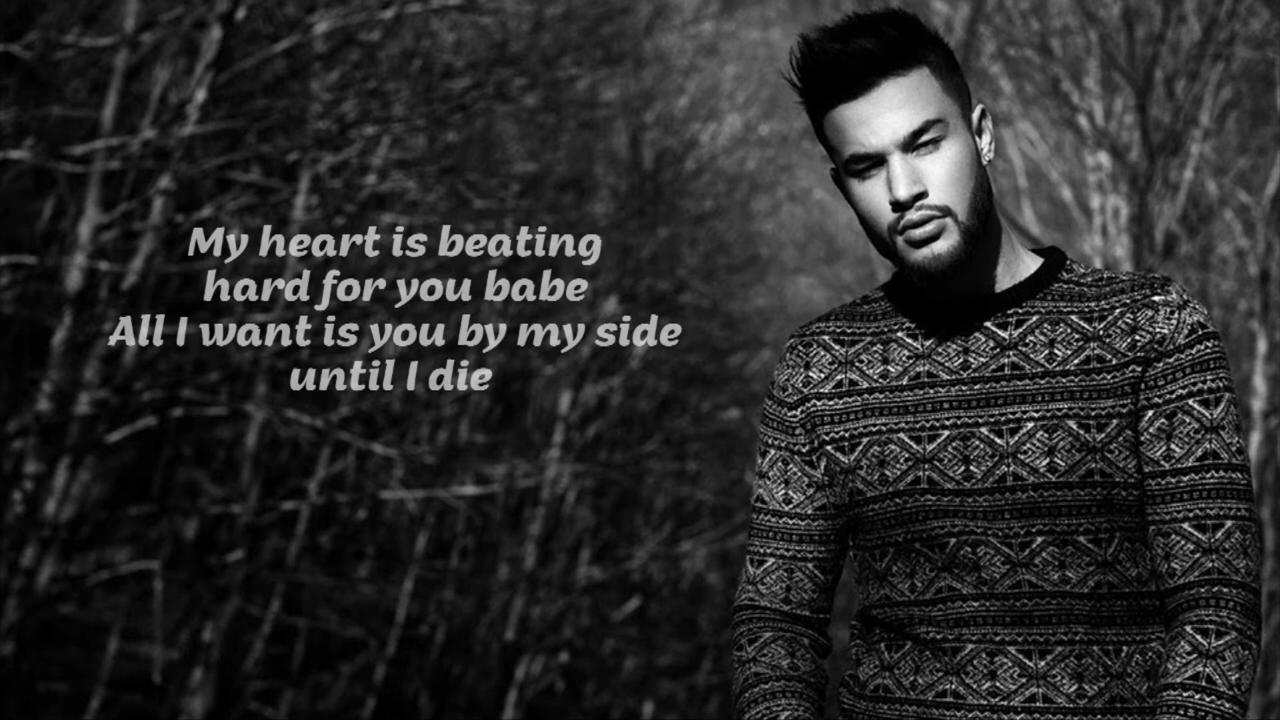 My heart is beating
hard for you babe
All I want is you by my side
until I die